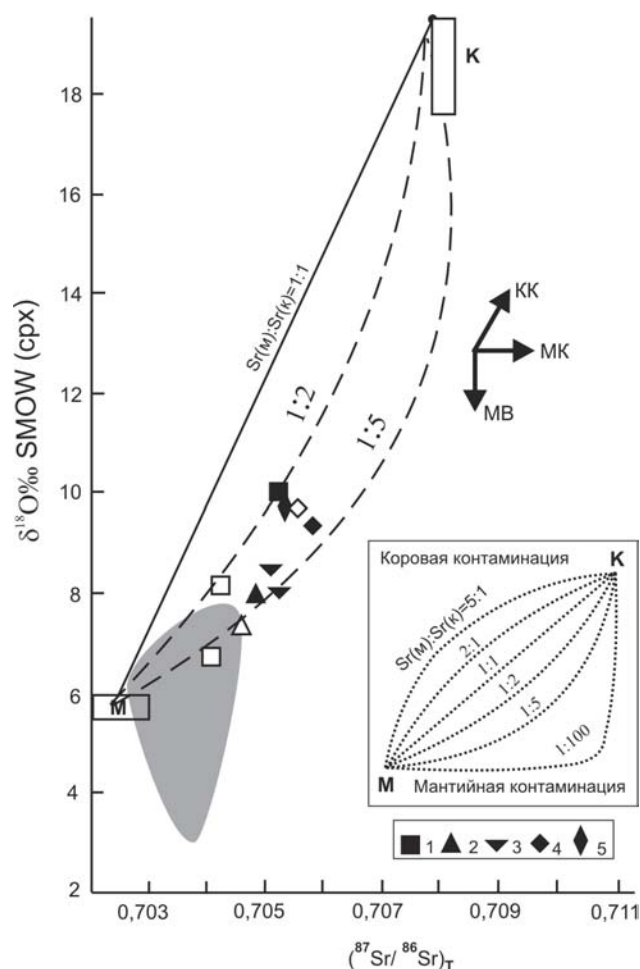 δ¹⁸O‰ SMOW (cpx)
18
16
14
12
10
8
6
4
2
K
Sr(м):Sr(к)=1:1
1:2
1:5
КК
МК
МВ
M
Коровая контаминация
K
Sr(м):Sr(к)=5:1
2:1
1:1
1:2
1:5
1:100
M
Мантийная контаминация
1 2 3 4 5
0,703 0,705 0,707 0,709 0,711
(⁸⁷Sr/ ⁸⁶Sr)T